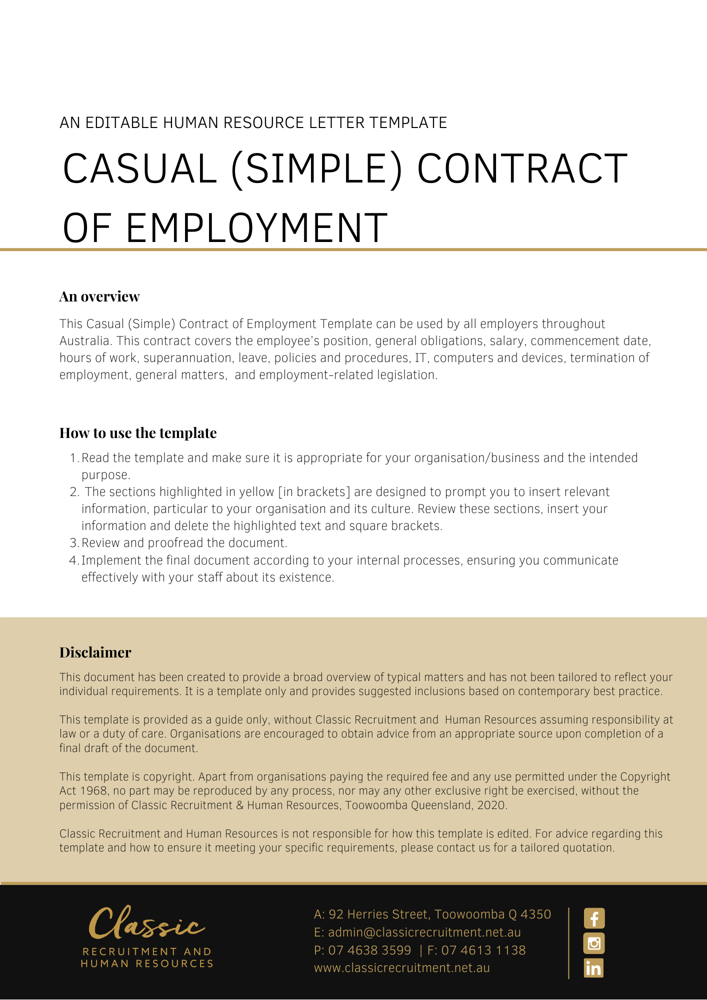 AN EDITABLE HUMAN RESOURCE LETTER TEMPLATE
CASUAL (SIMPLE) CONTRACT
OF EMPLOYMENT
An overview
This Casual (Simple) Contract of Employment Template can be used by all employers throughout
Australia. This contract covers the employee's position, general obligations, salary, commencement date,
hours of work, superannuation, leave, policies and procedures, IT, computers and devices, termination of
employment, general matters,  and employment-related legislation.
How to use the template
1. Read the template and make sure it is appropriate for your organisation/business and the intended
purpose.
2.  The sections highlighted in yellow [in brackets] are designed to prompt you to insert relevant
information, particular to your organisation and its culture. Review these sections, insert your
information and delete the highlighted text and square brackets.
3. Review and proofread the document.
4. Implement the final document according to your internal processes, ensuring you communicate
effectively with your staff about its existence.
Disclaimer
This document has been created to provide a broad overview of typical matters and has not been tailored to reflect your
individual requirements. It is a template only and provides suggested inclusions based on contemporary best practice.
This template is provided as a guide only, without Classic Recruitment and  Human Resources assuming responsibility at
law or a duty of care. Organisations are encouraged to obtain advice from an appropriate source upon completion of a
final draft of the document.
This template is copyright. Apart from organisations paying the required fee and any use permitted under the Copyright
Act 1968, no part may be reproduced by any process, nor may any other exclusive right be exercised, without the
permission of Classic Recruitment & Human Resources, Toowoomba Queensland, 2020.
Classic Recruitment and Human Resources is not responsible for how this template is edited. For advice regarding this
template and how to ensure it meeting your specific requirements, please contact us for a tailored quotation.
Classic
RECRUITMENT AND
HUMAN RESOURCES
A: 92 Herries Street, Toowoomba Q 4350
E: admin@classicrecruitment.net.au
P: 07 4638 3599  | F: 07 4613 1138
www.classicrecruitment.net.au